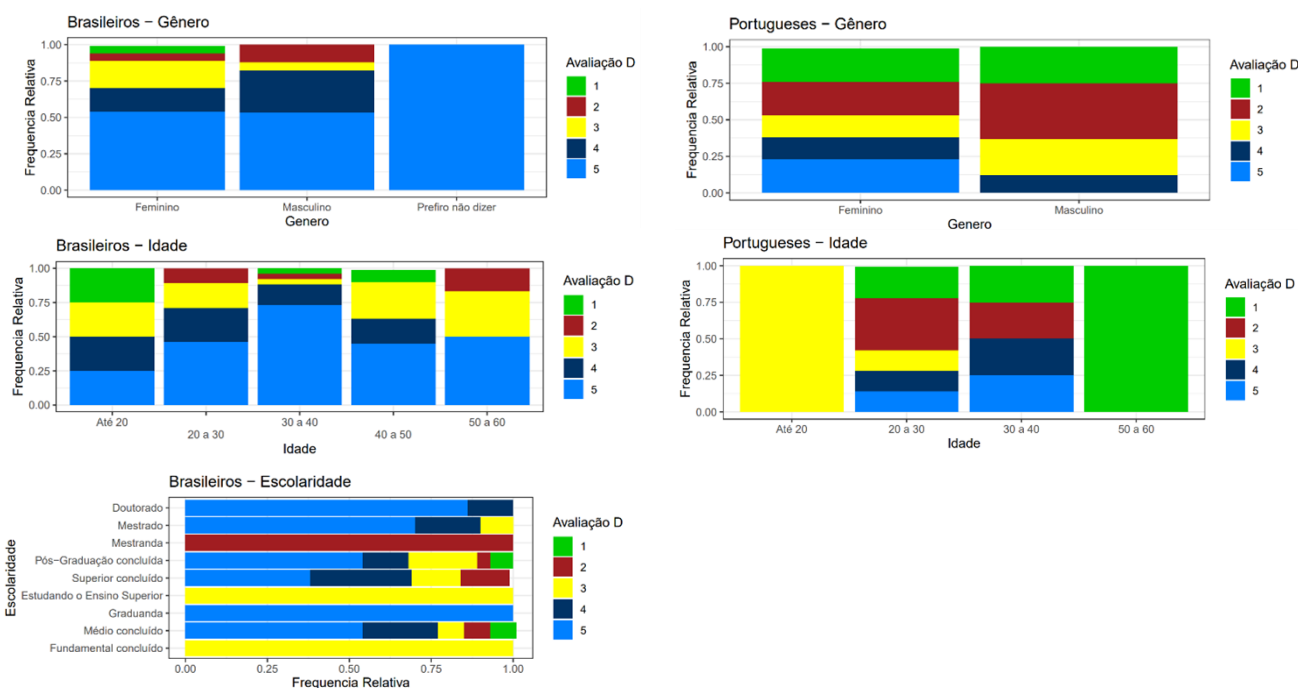 Brasileiros − Gênero
Frequencia Relativa
1.00
0.75
0.50
0.25
0.00
Feminino
Masculino
Prefiro não dizer
Genero
Avaliação D
1
2
3
4
5
Portugueses − Gênero
Frequencia Relativa
1.00
0.75
0.50
0.25
0.00
Feminino
Masculino
Genero
Avaliação D
1
2
3
4
5
Brasileiros − Idade
Frequencia Relativa
1.00
0.75
0.50
0.25
0.00
Até 20
20 a 30
30 a 40
40 a 50
50 a 60
Idade
Avaliação D
1
2
3
4
5
Portugueses − Idade
Frequencia Relativa
1.00
0.75
0.50
0.25
0.00
Até 20
20 a 30
30 a 40
50 a 60
Idade
Avaliação D
1
2
3
4
5
Brasileiros − Escolaridade
Escolaridade
Doutorado
Mestrado
Mestranda
Pós−Graduação concluída
Superior concluído
Estudando o Ensino Superior
Graduanda
Médio concluído
Fundamental concluído
0.00
0.25
0.50
0.75
1.00
Frequencia Relativa
Avaliação D
1
2
3
4
5